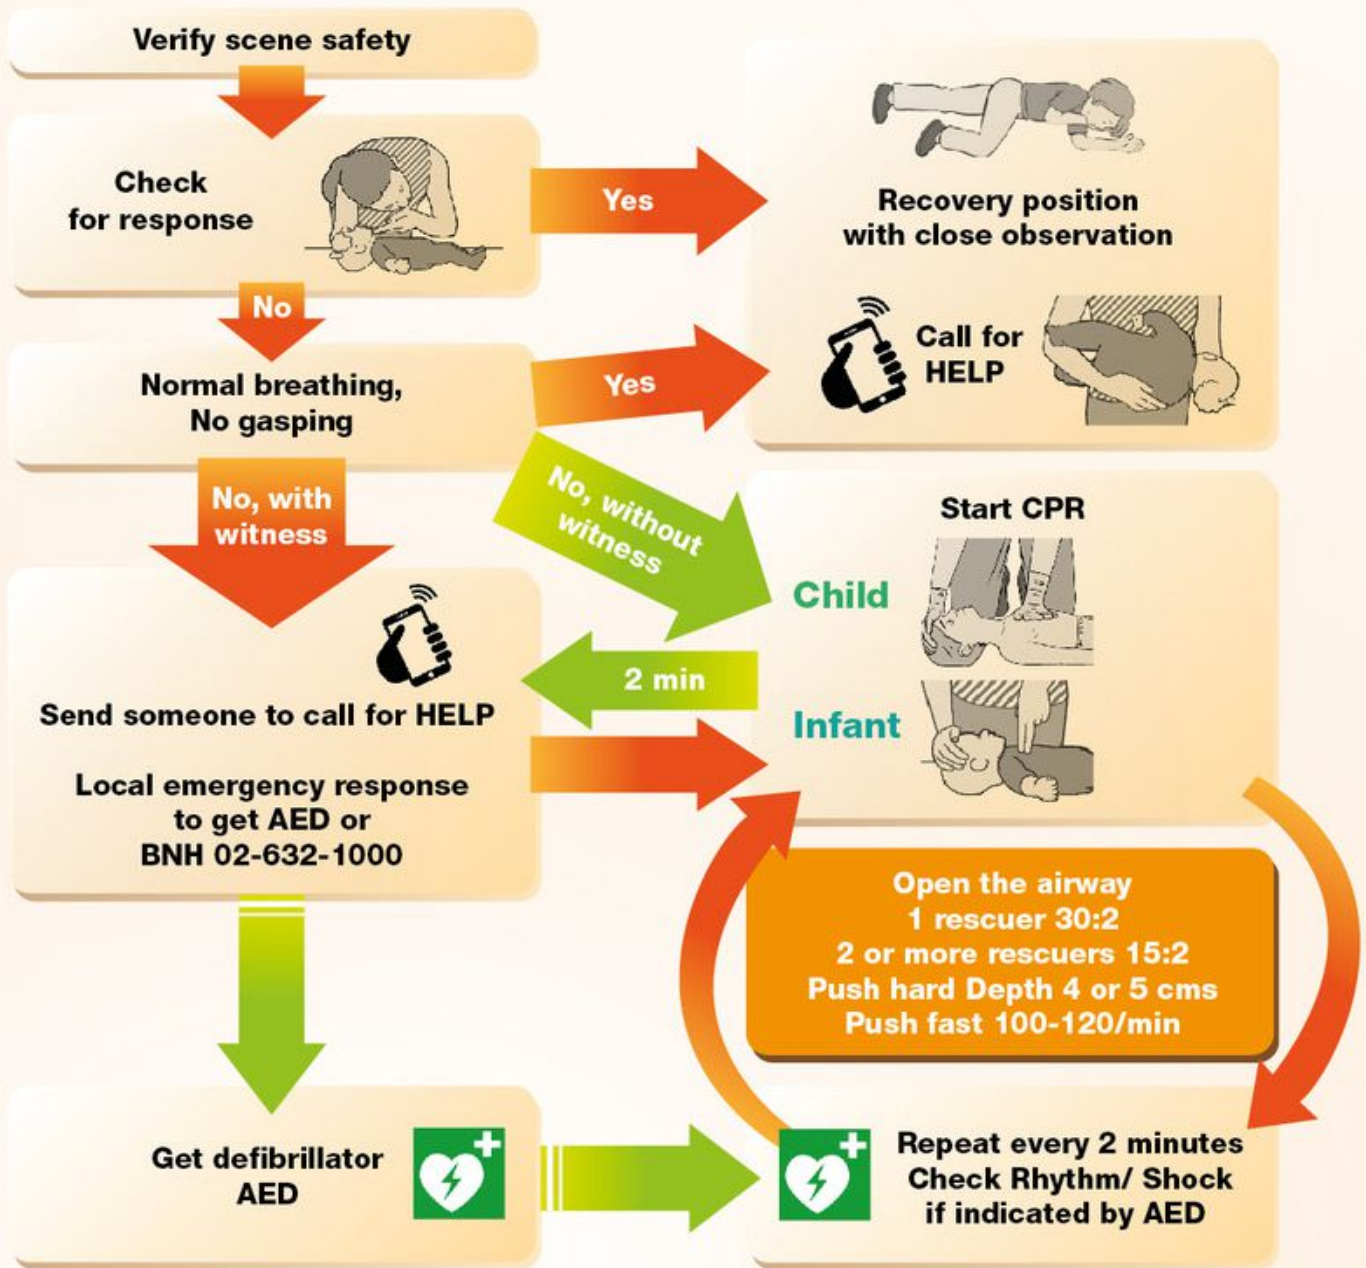 Verify scene safety
Check
for response
Yes
Recovery position
with close observation
No
Normal breathing,
No gasping
Yes
Call for
HELP
No, with
witness
No, without
witness
Start CPR
Child
2 min
Infant
Send someone to call for HELP
Local emergency response
to get AED or
BNH 02-632-1000
Open the airway
1 rescuer 30:2
2 or more rescuers 15:2
Push hard Depth 4 or 5 cms
Push fast 100-120/min
Get defibrillator
AED
Repeat every 2 minutes
Check Rhythm/ Shock
if indicated by AED